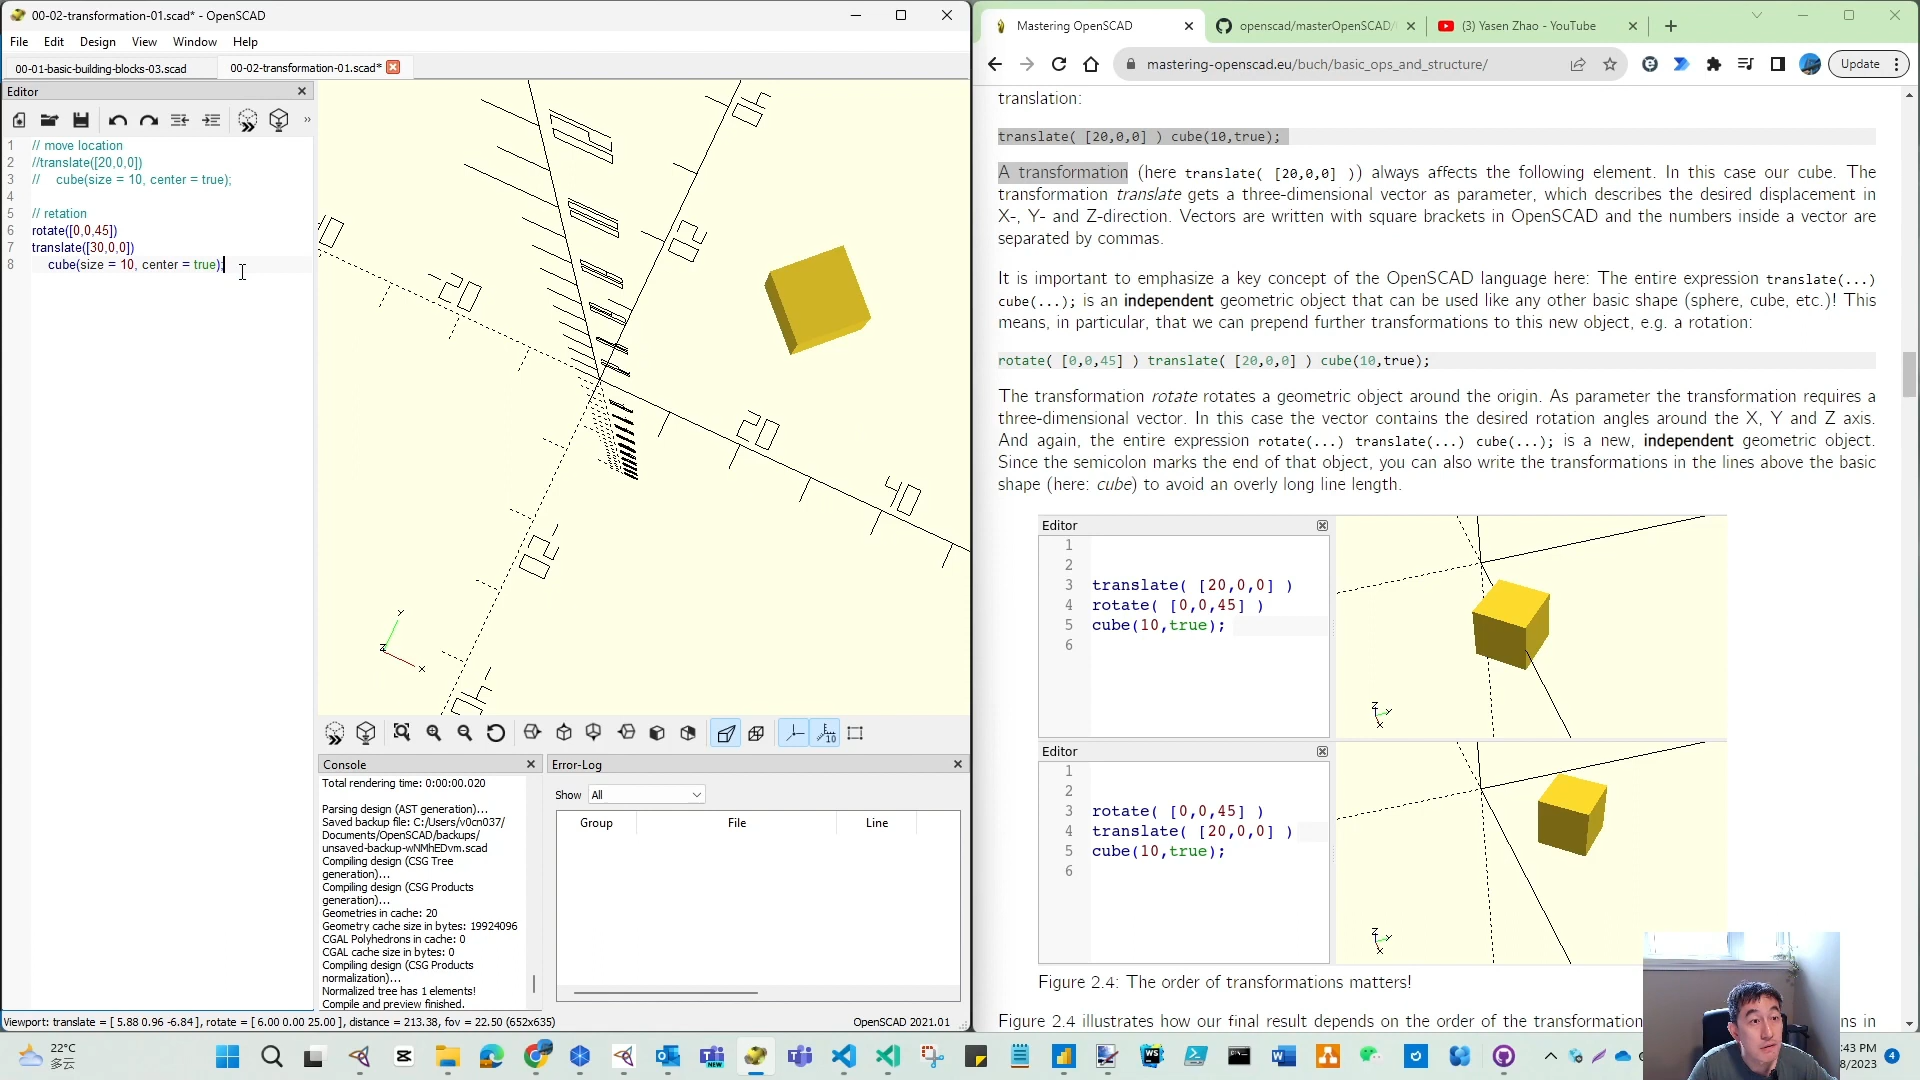 00-02-transformation-01.scad* - OpenSCAD
File Edit Design View Window Help
00-01-basic-building-blocks-03.scad 00-02-transformation-01.scad*
Editor
1 // move location
2 //translate([20,0,0])
3 // cube(size = 10, center = true);
4
5 // retation
6 rotate([0,0,45])
7 translate([30,0,0])
8 cube(size = 10, center = true);
20
20
40
10
Console
Total rendering time: 0:00:00.020
Parsing design (AST generation)...
Saved backup file: C:/Users/v0cn037/
Documents/OpenSCAD/backups/
unsaved-backup-wNMhEDvm.scad
Compiling design (CSG Tree
generation)...
Compiling design (CSG Products
generation)...
Geometries in cache: 20
Geometry cache size in bytes: 19924096
CGAL Polyhedrons in cache: 0
CGAL cache size in bytes: 0
Compiling design (CSG Products
normalization)...
Normalized tree has 1 elements!
Compile and preview finished.
Error-Log
Show All
Group File Line
Viewport: translate = [ 5.88 0.96 -6.84 ], rotate = [ 6.00 0.00 25.00 ], distance = 213.38, fov = 22.50 (652x635)
OpenSCAD 2021.01
Mastering OpenSCAD
openscad/masterOpenSCAD/
(3) Yasen Zhao - YouTube
mastering-openscad.eu/buch/basic_ops_and_structure/
Update
translation:
translate( [20,0,0] ) cube(10,true);
A transformation (here translate( [20,0,0] )) always affects the following element. In this case our cube. The
transformation translate gets a three-dimensional vector as parameter, which describes the desired displacement in
X-, Y- and Z-direction. Vectors are written with square brackets in OpenSCAD and the numbers inside a vector are
separated by commas.
It is important to emphasize a key concept of the OpenSCAD language here: The entire expression translate(...)
cube(...); is an independent geometric object that can be used like any other basic shape (sphere, cube, etc.)! This
means, in particular, that we can prepend further transformations to this new object, e.g. a rotation:
rotate( [0,0,45] ) translate( [20,0,0] ) cube(10,true);
The transformation rotate rotates a geometric object around the origin. As parameter the transformation requires a
three-dimensional vector. In this case the vector contains the desired rotation angles around the X, Y and Z axis.
And again, the entire expression rotate(...) translate(...) cube(...); is a new, independent geometric object.
Since the semicolon marks the end of that object, you can also write the transformations in the lines above the basic
shape (here: cube) to avoid an overly long line length.
Editor
1
2
3 translate( [20,0,0] )
4 rotate( [0,0,45] )
5 cube(10,true);
6
Editor
1
2
3 rotate( [0,0,45] )
4 translate( [20,0,0] )
5 cube(10,true);
6
Figure 2.4: The order of transformations matters!
Figure 2.4 illustrates how our final result depends on the order of the transformation
22°C
多云
:43 PM
8/2023
4